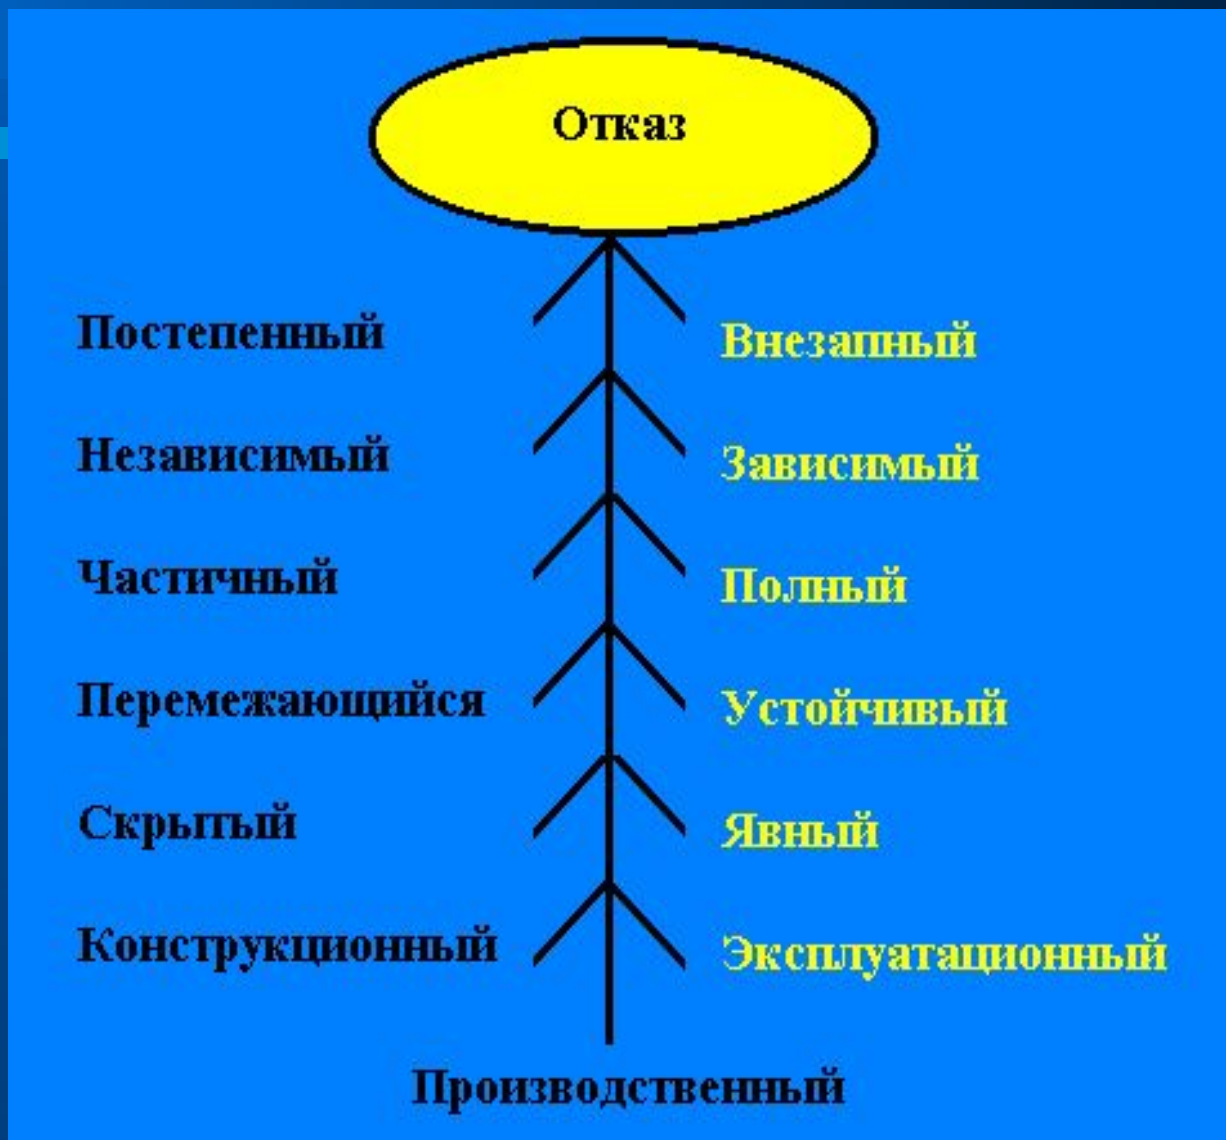 Отказ
Постепенный
Внезапный
Независимый
Зависимый
Частичный
Полный
Перемежающийся
Устойчивый
Скрытый
Явный
Конструкционный
Эксплуатационный
Производственный